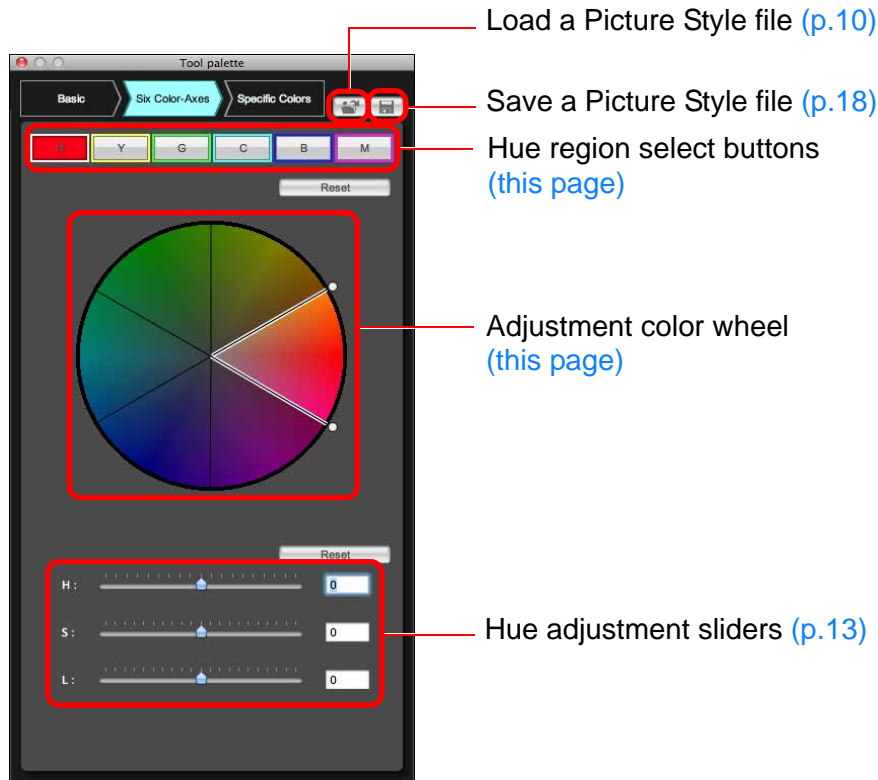 Load a Picture Style file (p.10)
Tool palette
Basic
Six Color-Axes
Specific Colors
Save a Picture Style file (p.18)
R
Y
G
C
B
M
Hue region select buttons
(this page)
Reset
Adjustment color wheel
(this page)
Reset
H :
0
S :
0
Hue adjustment sliders (p.13)
L :
0